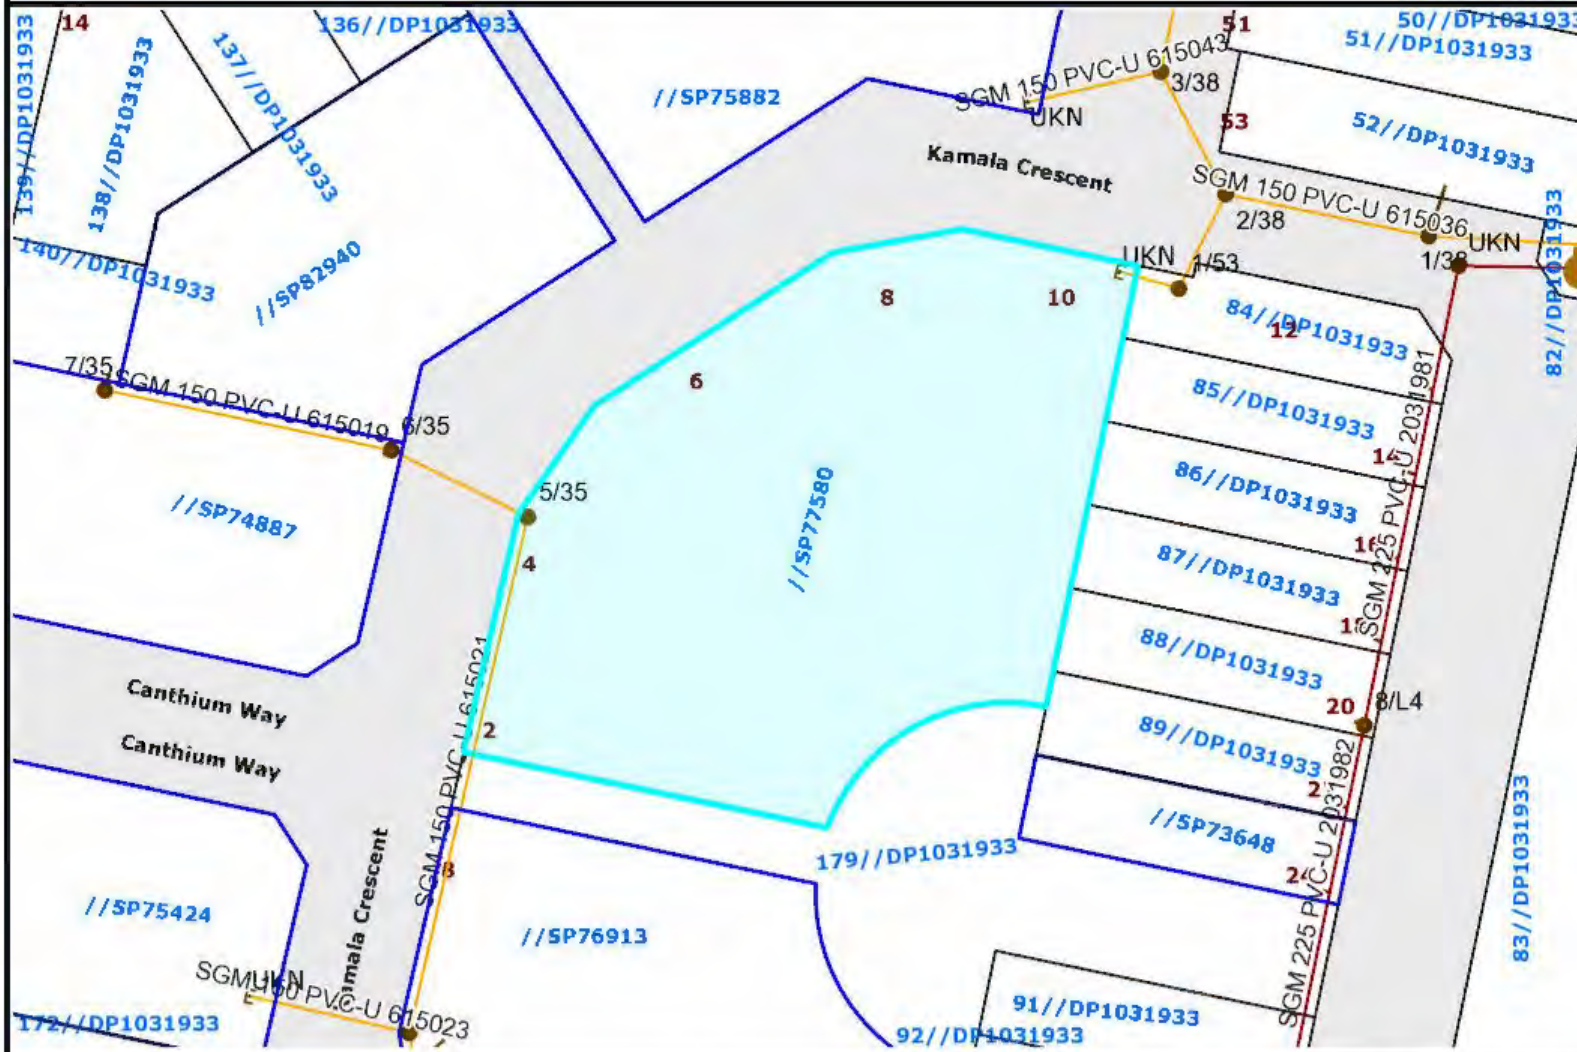 14
136//DP1031933
139//DP1031933
138//DP1031933
137//DP1031933
51
50//DP1031933
51//DP1031933
//SP75882
SGM 150 PVC-U 615043
UKN
3/38
53
52//DP1031933
Kamala Crescent
SGM 150 PVC-U 615036
2/38
UKN
1/38
82//DP1031933
140//DP1031933
//SP82940
UKN
E
1/53
8
10
84//DP1031933
12
7/35
SGM 150 PVC-U 615019
6/35
6
85//DP1031933
14
SGM 225 PVC-U 2031981
//SP74887
5/35
4
//SP77580
86//DP1031933
16
87//DP1031933
18
88//DP1031933
20
8/L4
Canthium Way
Canthium Way
2
SGM 150 PVC-U 615021
89//DP1031933
SGM 225 PVC-U 2031982
//SP73648
24
179//DP1031933
83//DP1031933
//SP75424
//SP76913
SGM 150 PVC-U 615023
UKN
E
172//DP1031933
91//DP1031933
92//DP1031933